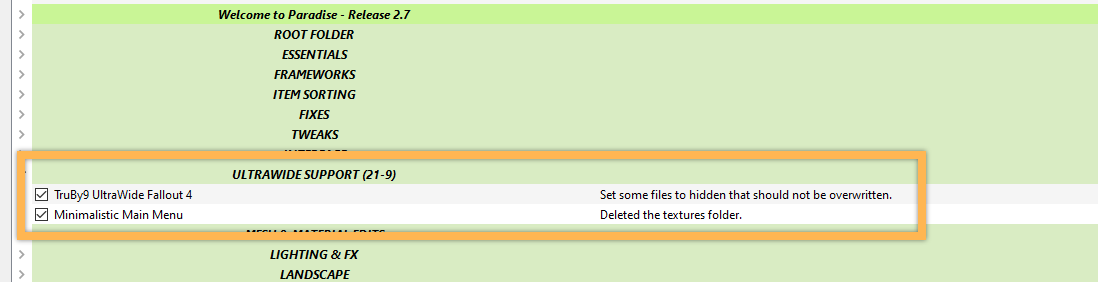 Welcome to Paradise - Release 2.7
ROOT FOLDER
ESSENTIALS
FRAMEWORKS
ITEM SORTING
FIXES
TWEAKS
ULTRAWIDE SUPPORT (21-9)
TruBy9 UltraWide Fallout 4 Set some files to hidden that should not be overwritten.
Minimalistic Main Menu Deleted the textures folder.
LIGHTING & FX
LANDSCAPE